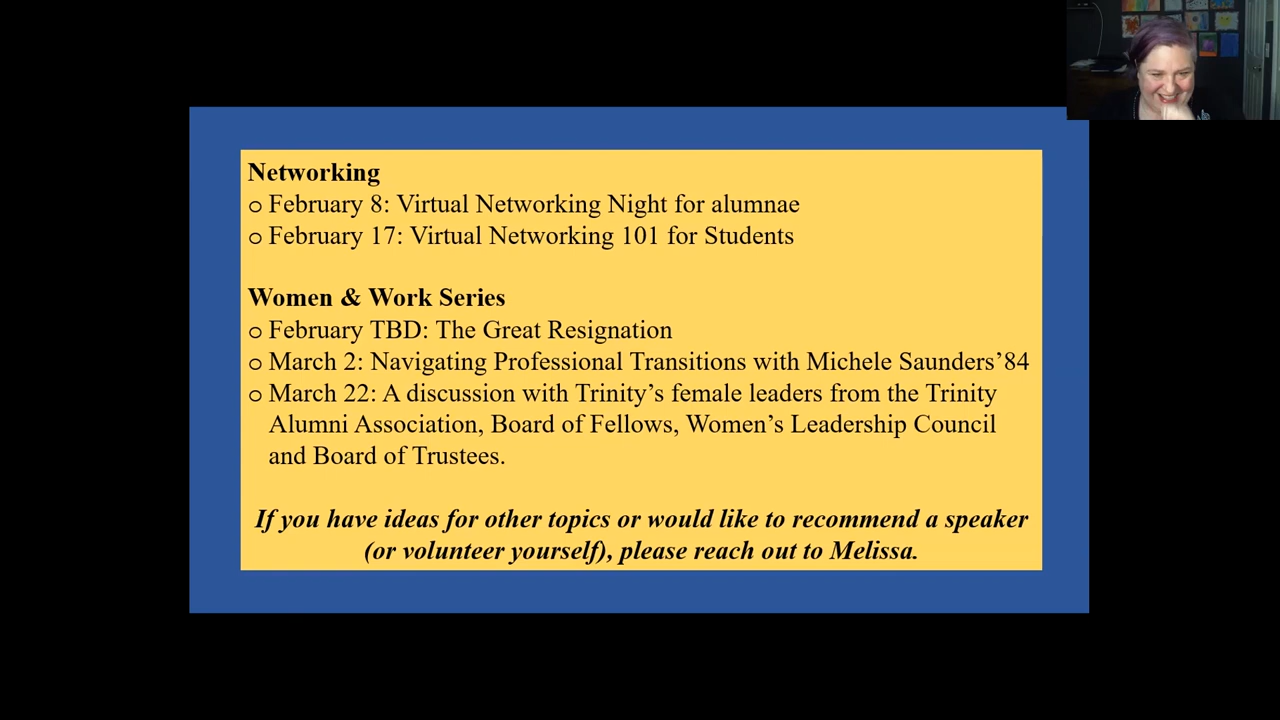 Networking
o February 8: Virtual Networking Night for alumnae
o February 17: Virtual Networking 101 for Students
Women & Work Series
o February TBD: The Great Resignation
o March 2: Navigating Professional Transitions with Michele Saunders’84
o March 22: A discussion with Trinity’s female leaders from the Trinity
Alumni Association, Board of Fellows, Women’s Leadership Council
and Board of Trustees.
If you have ideas for other topics or would like to recommend a speaker
(or volunteer yourself), please reach out to Melissa.